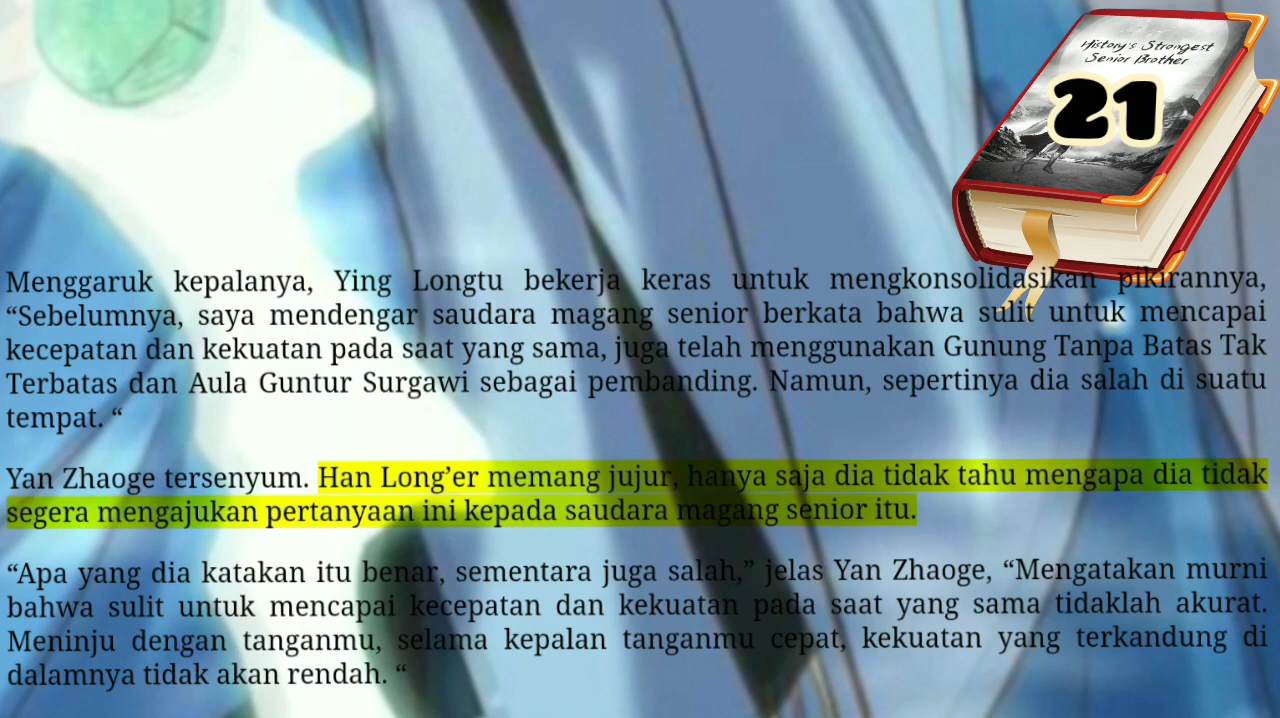 History's Strongest
Senior Brother
21
Menggaruk kepalanya, Ying Longtu bekerja keras untuk mengkonsolidasikan pikirannya,
“Sebelumnya, saya mendengar saudara magang senior berkata bahwa sulit untuk mencapai
kecepatan dan kekuatan pada saat yang sama, juga telah menggunakan Gunung Tanpa Batas Tak
Terbatas dan Aula Guntur Surgawi sebagai pembanding. Namun, sepertinya dia salah di suatu
tempat. “
Yan Zhaoge tersenyum. Han Long’er memang jujur, hanya saja dia tidak tahu mengapa dia tidak
segera mengajukan pertanyaan ini kepada saudara magang senior itu.
“Apa yang dia katakan itu benar, sementara juga salah,” jelas Yan Zhaoge, “Mengatakan murni
bahwa sulit untuk mencapai kecepatan dan kekuatan pada saat yang sama tidaklah akurat.
Meninju dengan tanganmu, selama kepalan tanganmu cepat, kekuatan yang terkandung di
dalamnya tidak akan rendah. “